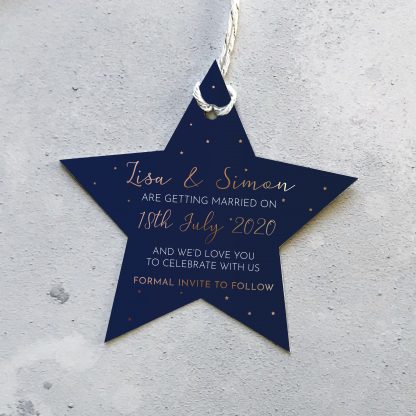 Lisa & Simon
ARE GETTING MARRIED ON
18th July 2020
AND WE'D LOVE YOU
TO CELEBRATE WITH US
FORMAL INVITE TO FOLLOW